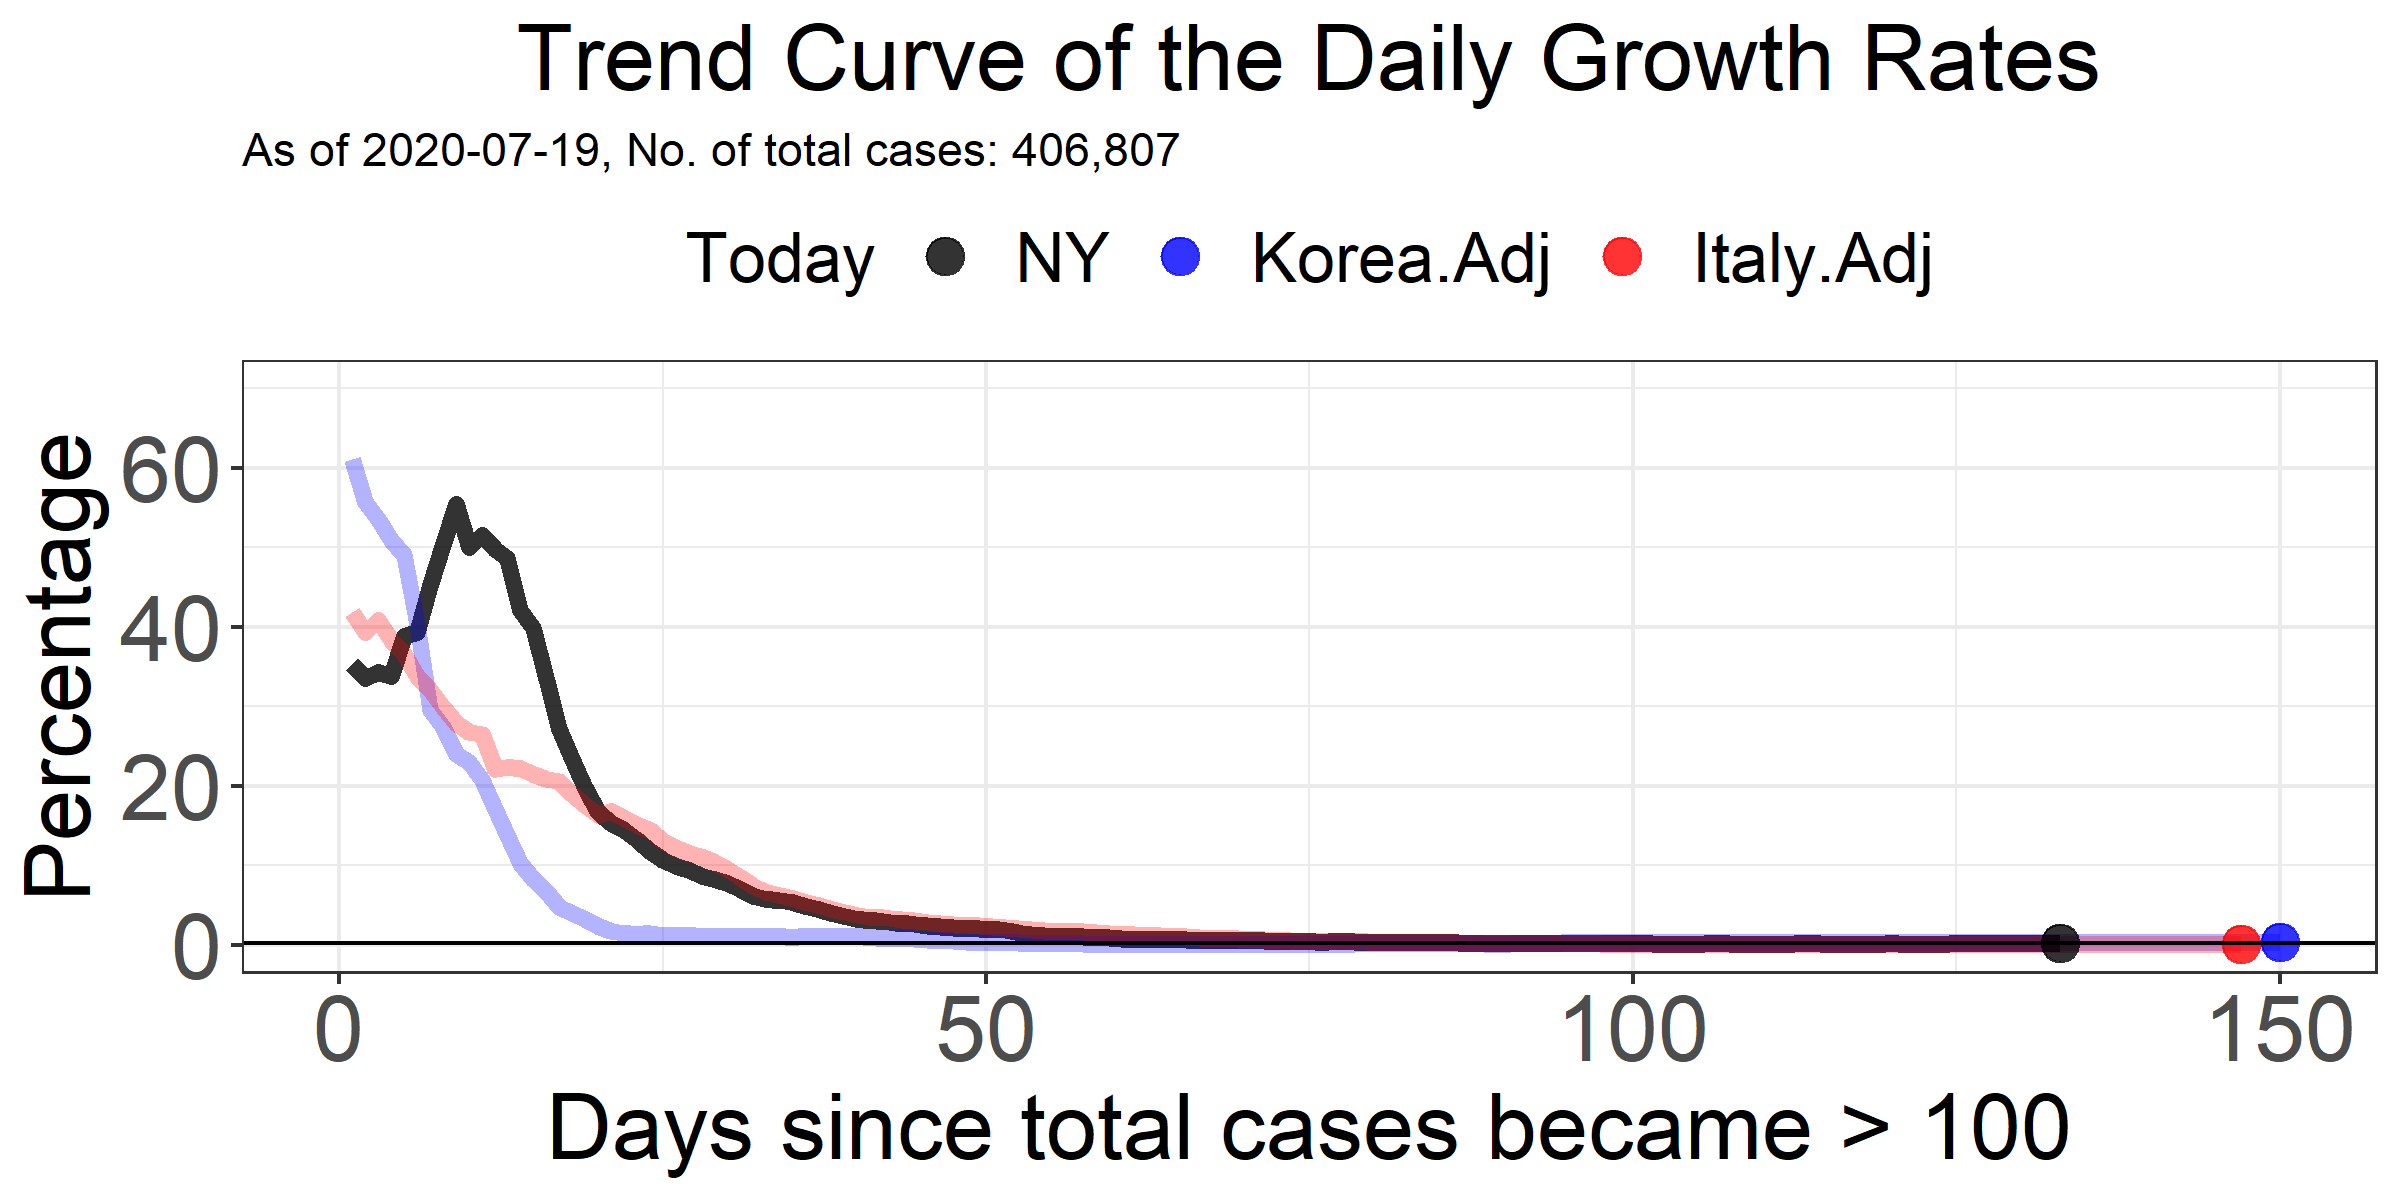 Trend Curve of the Daily Growth Rates
As of 2020-07-19, No. of total cases: 406,807
Today NY Korea.Adj Italy.Adj
Percentage
60
40
20
0
0 50 100 150
Days since total cases became > 100